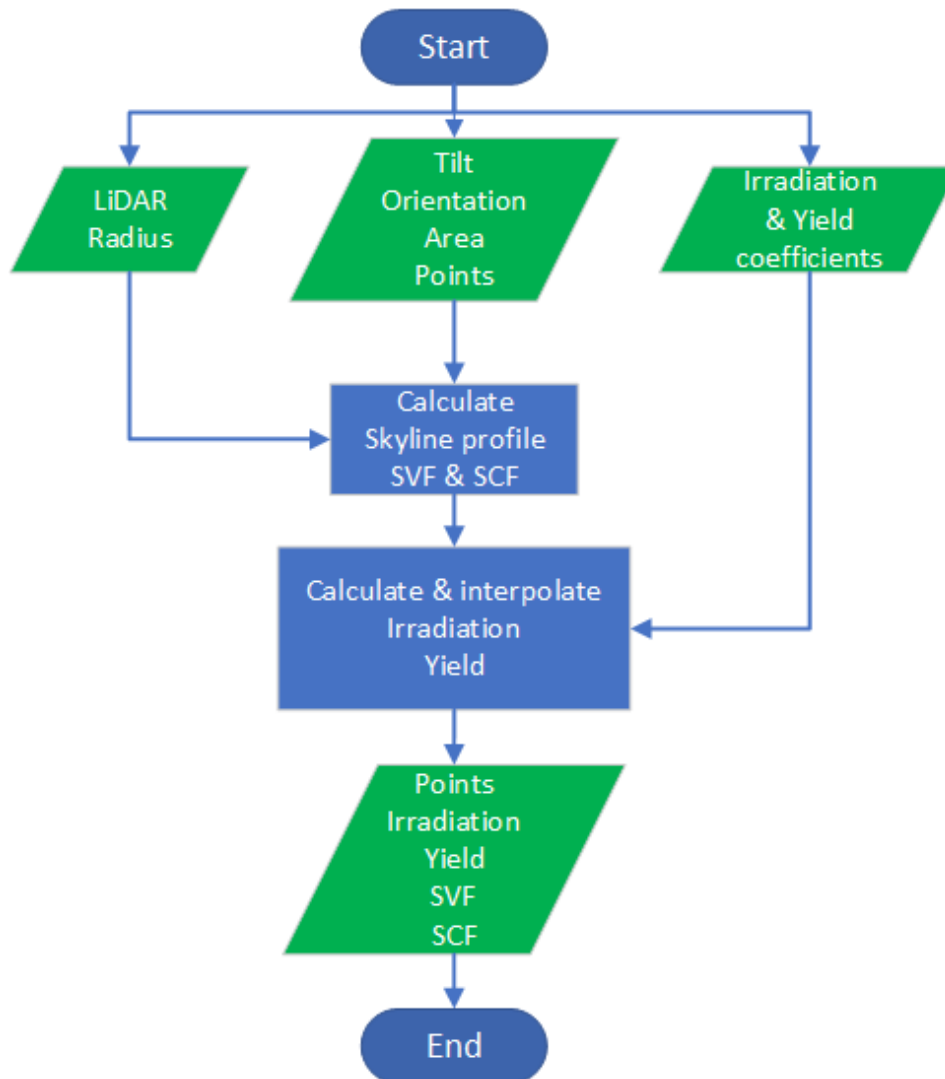 Start
LiDAR
Radius
Tilt
Orientation
Area
Points
Irradiation
& Yield
coefficients
Calculate
Skyline profile
SVF & SCF
Calculate & interpolate
Irradiation
Yield
Points
Irradiation
Yield
SVF
SCF
End